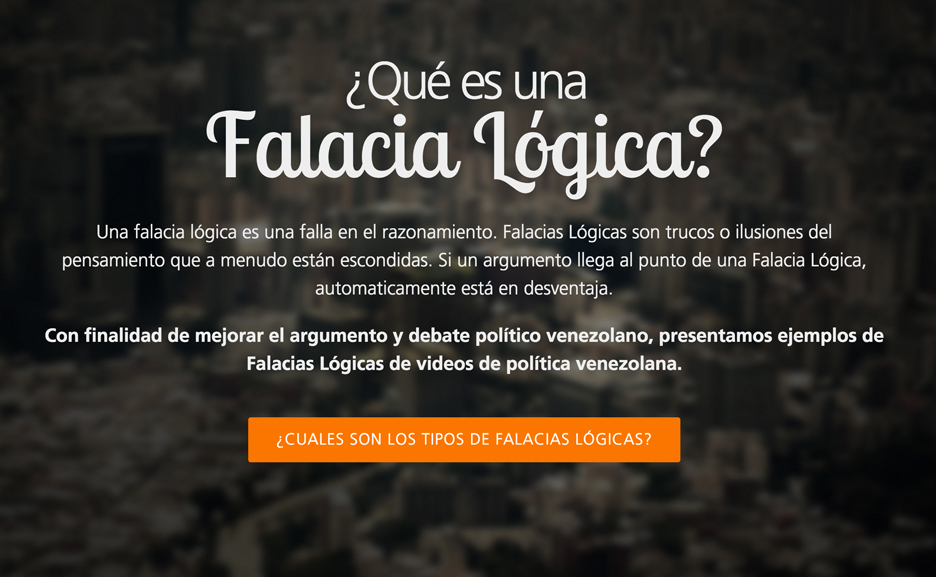 ¿Qué es una
Falacia Lógica?
Una falacia lógica es una falla en el razonamiento. Falacias Lógicas son trucos o ilusiones del
pensamiento que a menudo están escondidas. Si un argumento llega al punto de una Falacia Lógica,
automaticamente está en desventaja.
Con finalidad de mejorar el argumento y debate político venezolano, presentamos ejemplos de
Falacias Lógicas de videos de política venezolana.
¿CUALES SON LOS TIPOS DE FALACIAS LÓGICAS?